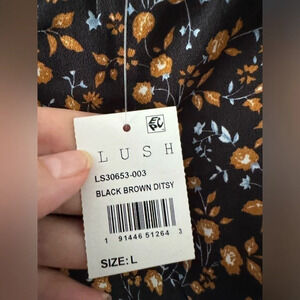 LUSH
LS30653-003
BLACK BROWN DITSY
1 91446 51264 3
SIZE: L